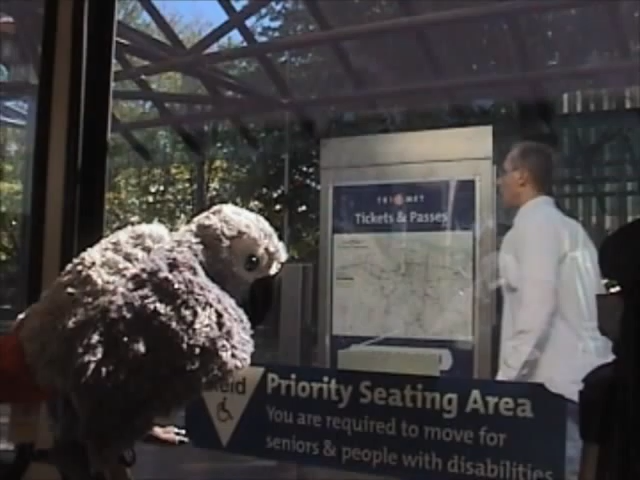 TRI MET
Tickets & Passes
Priority Seating Area
You are required to move for
seniors & people with disabilities